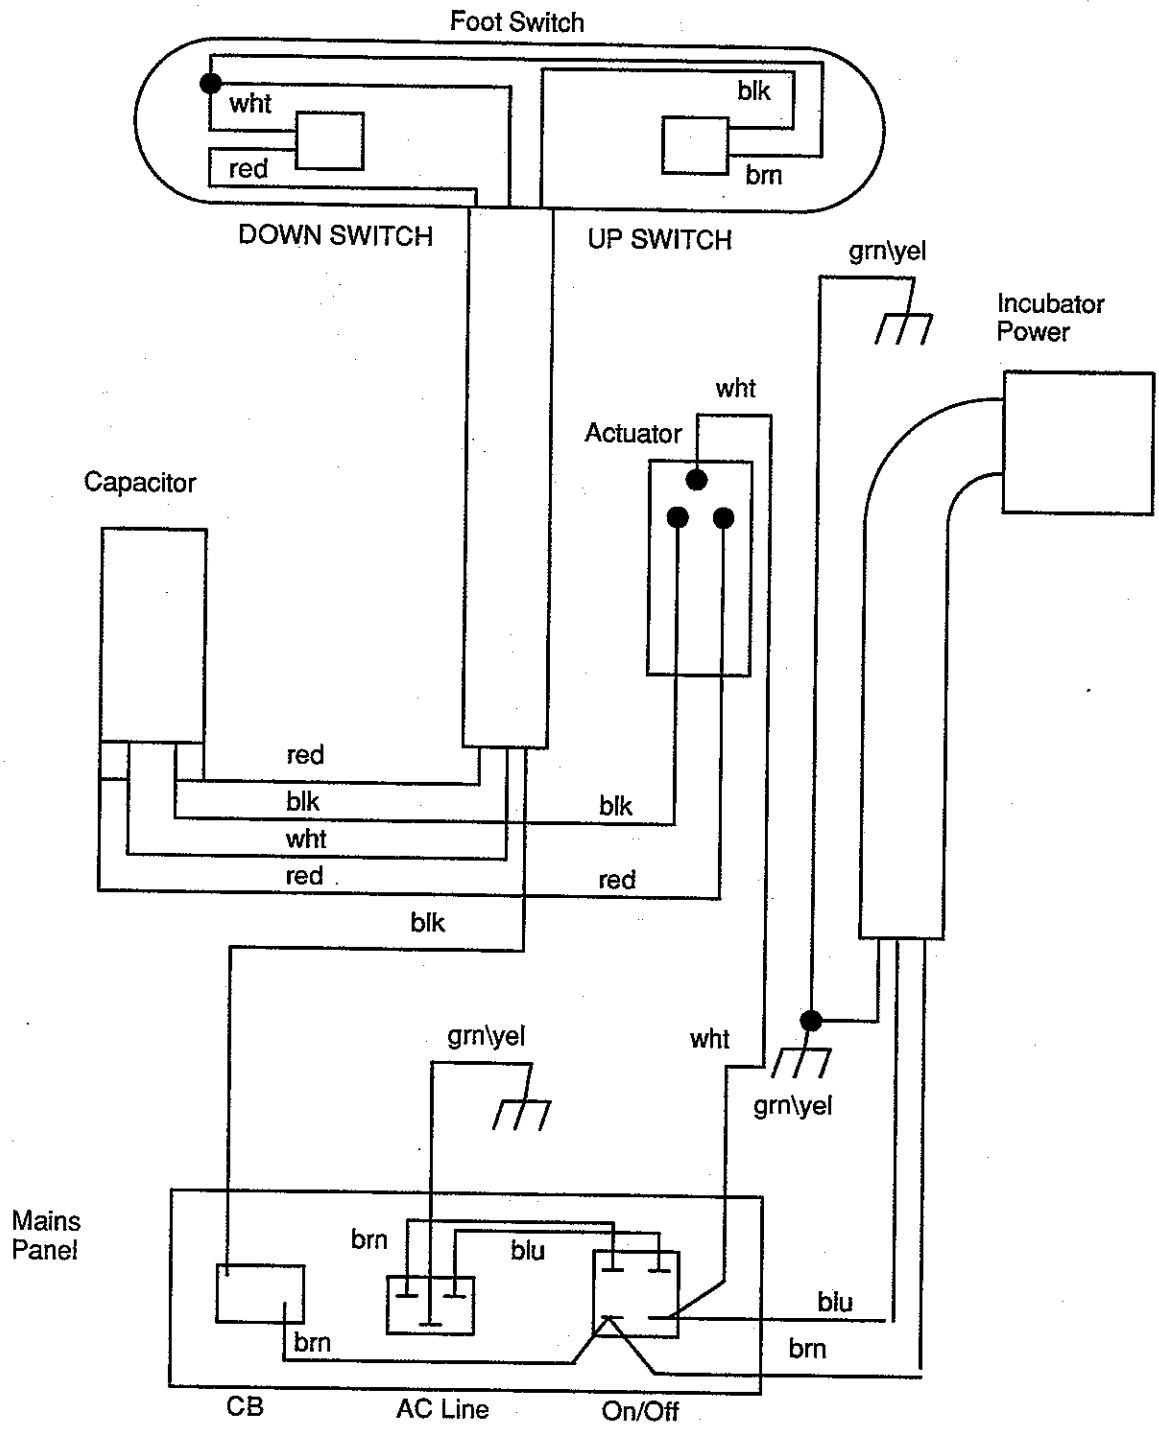 Foot Switch
blk
wht
red
brn
DOWN SWITCH
UP SWITCH
grn\yel
Incubator
Power
wht
Actuator
Capacitor
red
blk
blk
wht
red
red
blk
grn\yel
wht
grn\yel
Mains
Panel
brn
blu
blu
brn
brn
CB
AC Line
On/Off